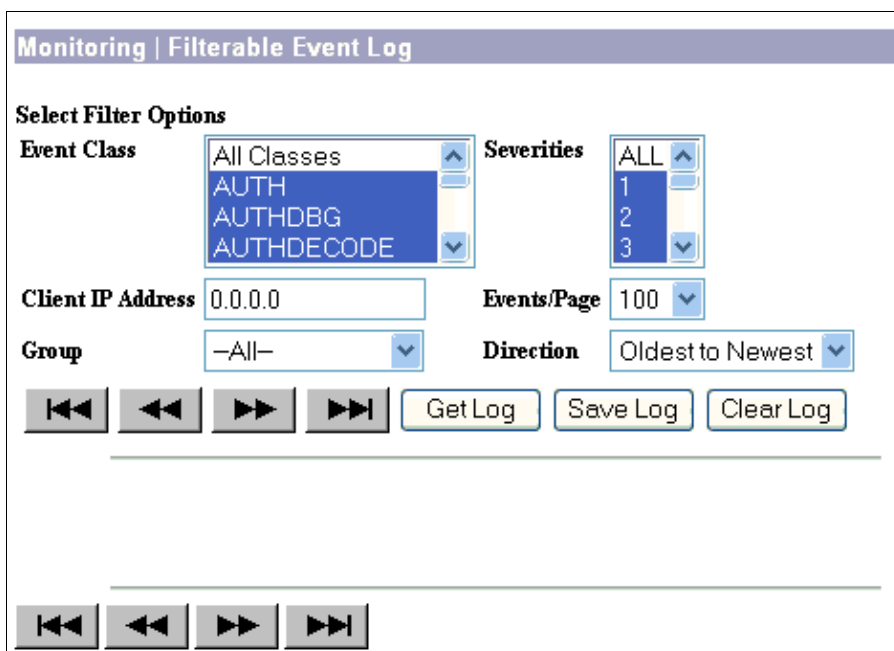 Monitoring | Filterable Event Log
Select Filter Options
Event Class
All Classes
AUTH
AUTHDBG
AUTHDECODE
Severities
ALL
1
2
3
Client IP Address 0.0.0.0 Events/Page 100
Group --All-- Direction Oldest to Newest
Get Log Save Log Clear Log